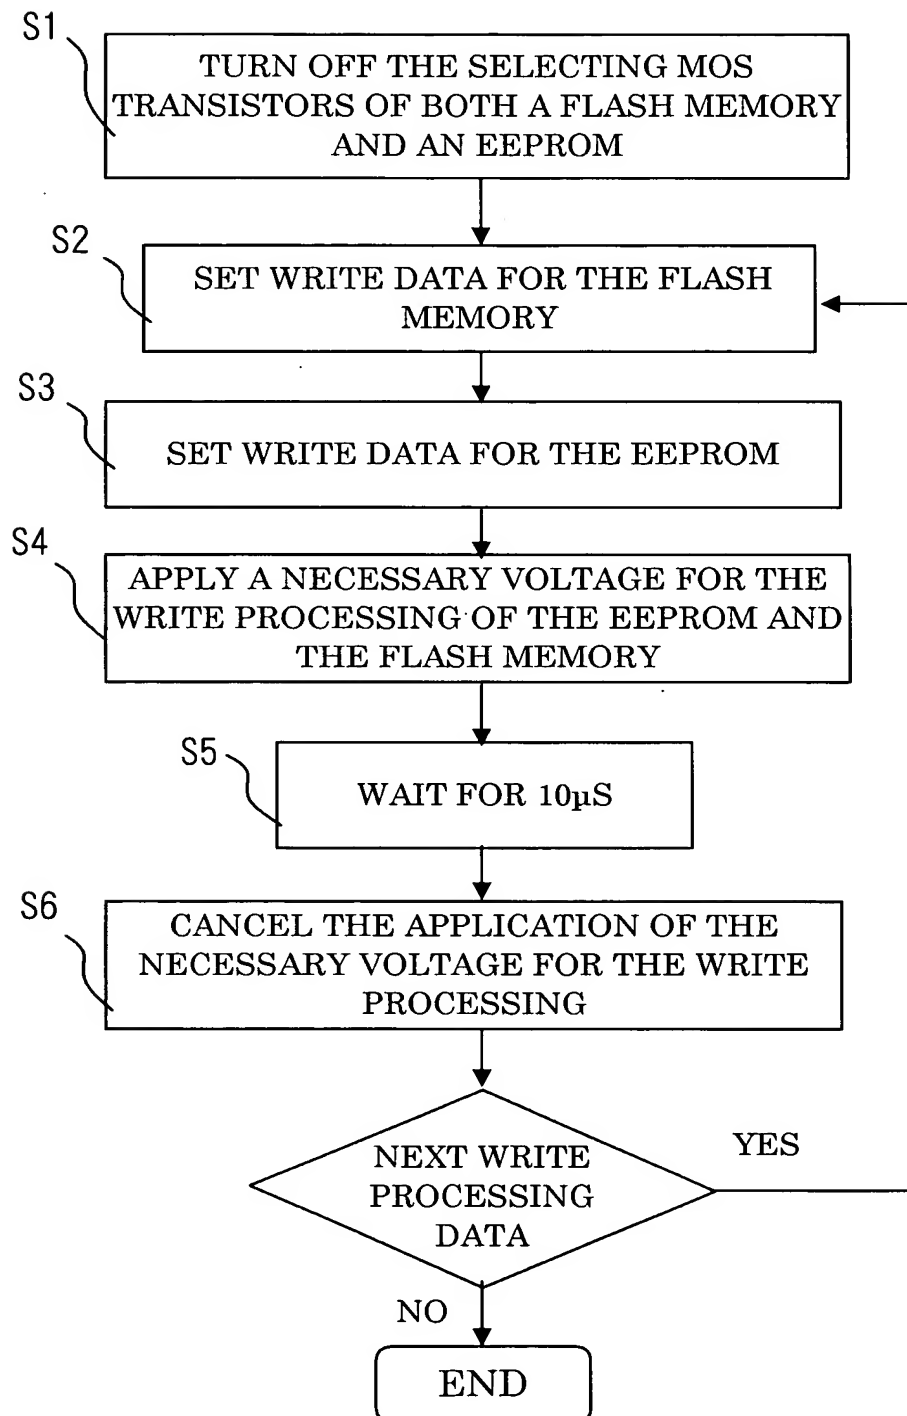 S1
TURN OFF THE SELECTING MOS
TRANSISTORS OF BOTH A FLASH MEMORY
AND AN EEPROM
S2
SET WRITE DATA FOR THE FLASH
MEMORY
S3
SET WRITE DATA FOR THE EEPROM
S4
APPLY A NECESSARY VOLTAGE FOR THE
WRITE PROCESSING OF THE EEPROM AND
THE FLASH MEMORY
S5
WAIT FOR 10µS
S6
CANCEL THE APPLICATION OF THE
NECESSARY VOLTAGE FOR THE WRITE
PROCESSING
NEXT WRITE
PROCESSING
DATA
YES
NO
END